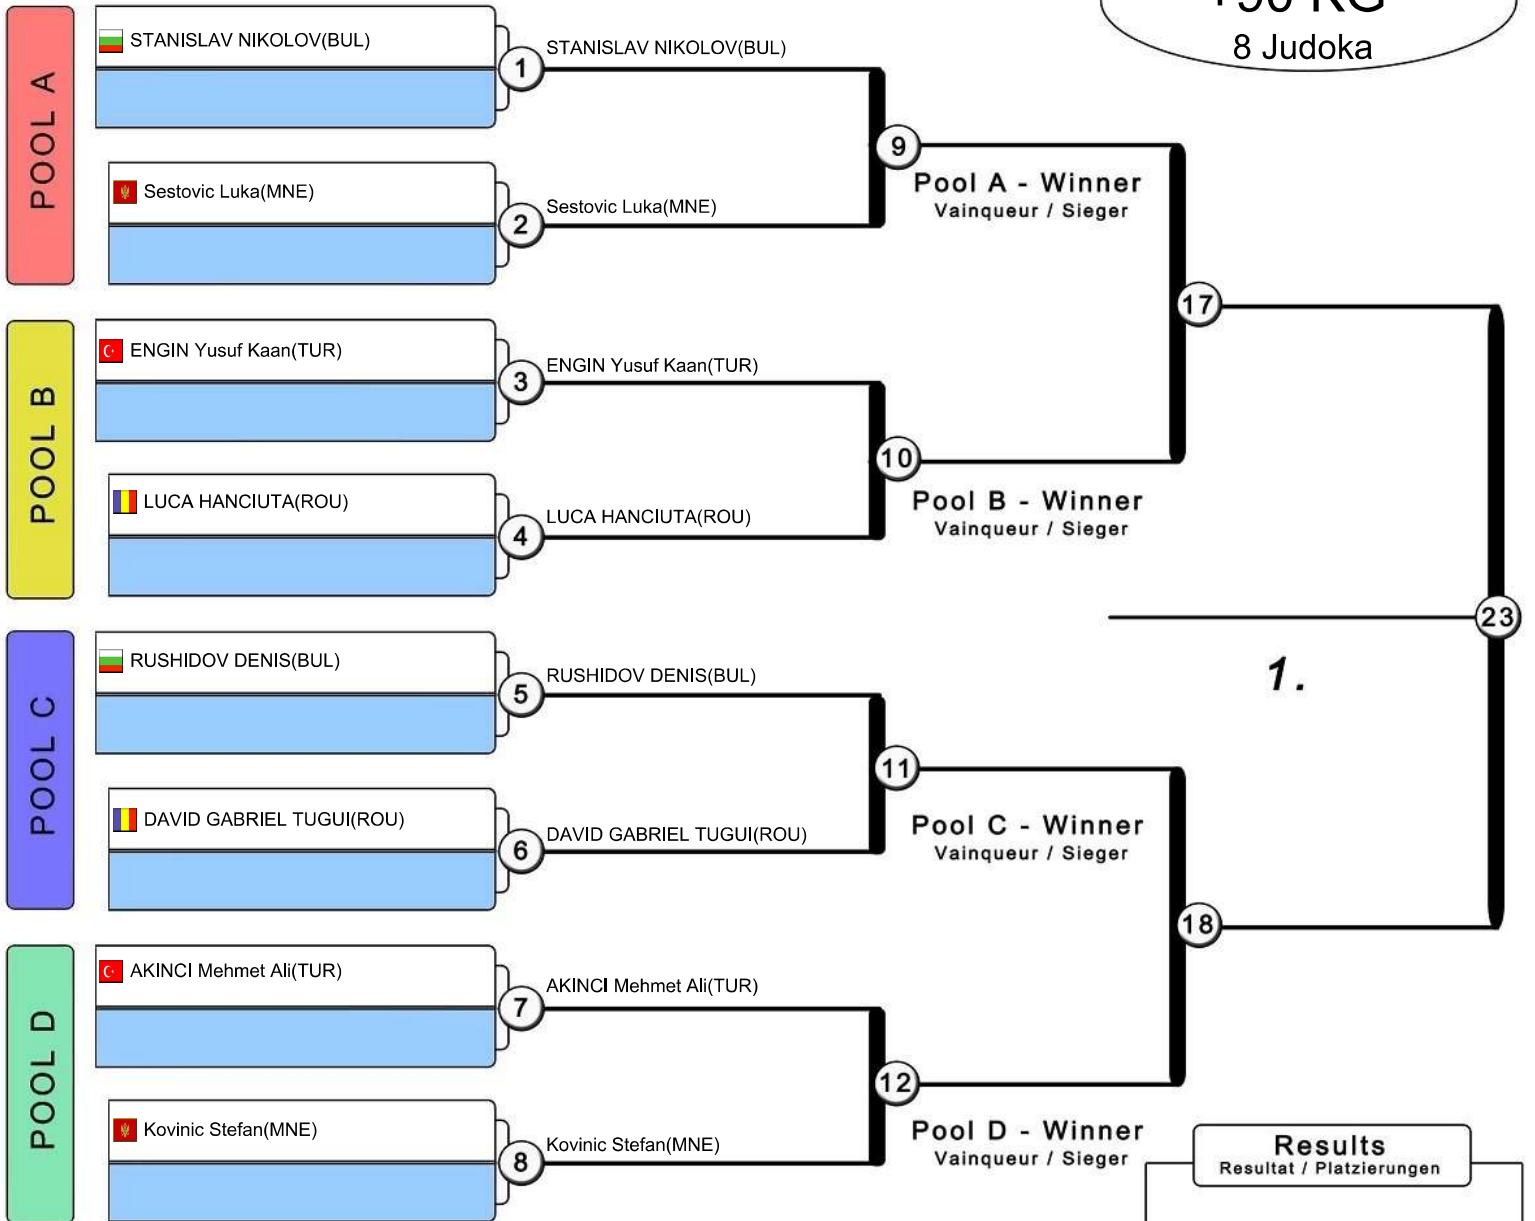 +90 KG
8 Judoka
POOL A
STANISLAV NIKOLOV(BUL)
1
STANISLAV NIKOLOV(BUL)
Sestovic Luka(MNE)
2
Sestovic Luka(MNE)
9
Pool A - Winner
Vainqueur / Sieger
17
POOL B
ENGIN Yusuf Kaan(TUR)
3
ENGIN Yusuf Kaan(TUR)
LUCA HANCIUTA(ROU)
4
LUCA HANCIUTA(ROU)
10
Pool B - Winner
Vainqueur / Sieger
23
1.
POOL C
RUSHIDOV DENIS(BUL)
5
RUSHIDOV DENIS(BUL)
DAVID GABRIEL TUGUI(ROU)
6
DAVID GABRIEL TUGUI(ROU)
11
Pool C - Winner
Vainqueur / Sieger
18
POOL D
AKINCI Mehmet Ali(TUR)
7
AKINCI Mehmet Ali(TUR)
Kovinic Stefan(MNE)
8
Kovinic Stefan(MNE)
12
Pool D - Winner
Vainqueur / Sieger
Results
Resultat / Platzierungen